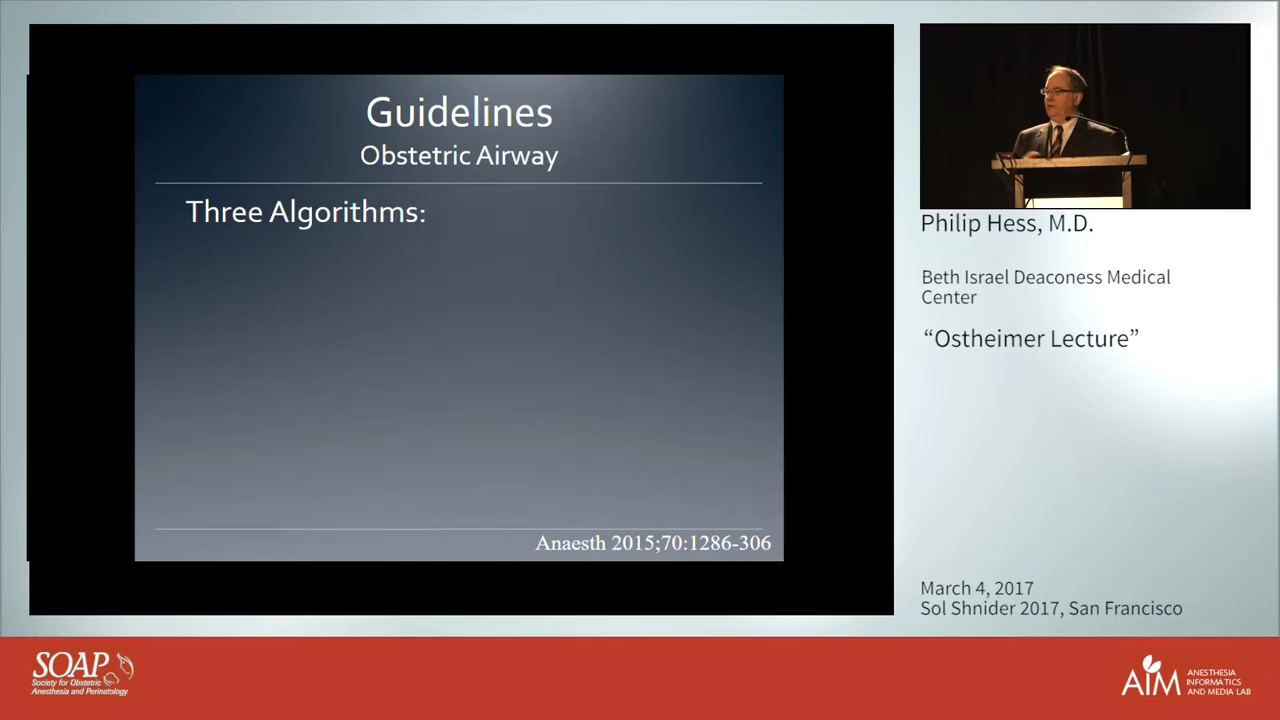 Guidelines
Obstetric Airway
Three Algorithms:
Anaesth 2015;70:1286-306
Philip Hess, M.D.
Beth Israel Deaconess Medical
Center
“Ostheimer Lecture”
March 4, 2017
Sol Shnider 2017, San Francisco
SOAP
Society for Obstetric
Anesthesia and Perinatology
AIM
ANESTHESIA
INFORMATICS
AND MEDIA LAB